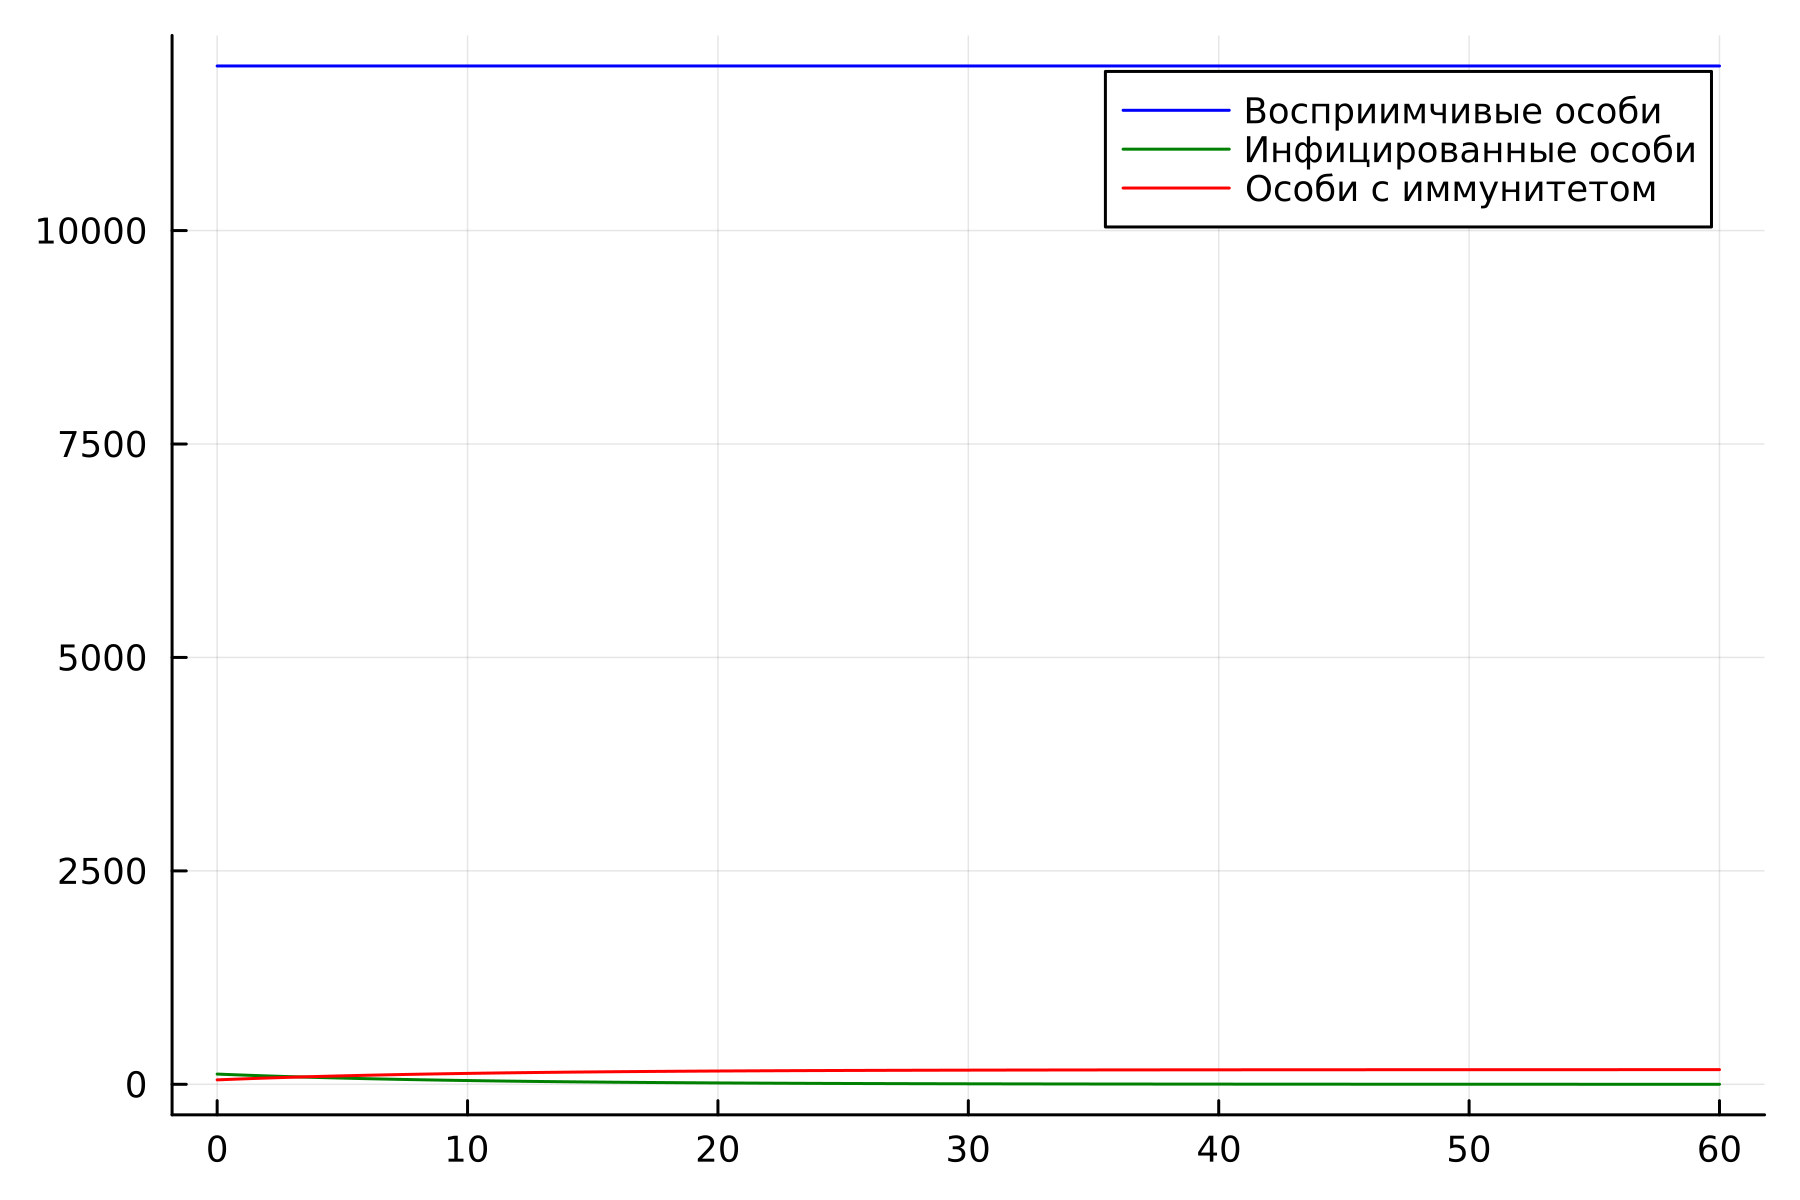 Восприимчивые особи
Инфицированные особи
Особи с иммунитетом
10000
7500
5000
2500
0
0 10 20 30 40 50 60